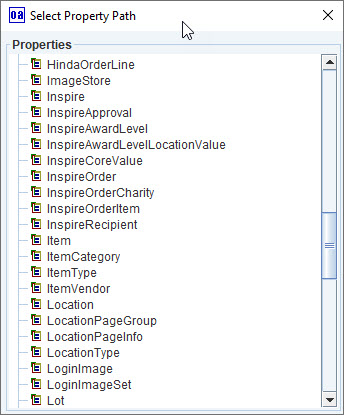 oa Select Property Path
Properties
HindaOrderLine
ImageStore
Inspire
InspireApproval
InspireAwardLevel
InspireAwardLevelLocationValue
InspireCoreValue
InspireOrder
InspireOrderCharity
InspireOrderItem
InspireRecipient
Item
ItemCategory
ItemType
ItemVendor
Location
LocationPageGroup
LocationPageInfo
LocationType
LoginImage
LoginImageSet
Lot